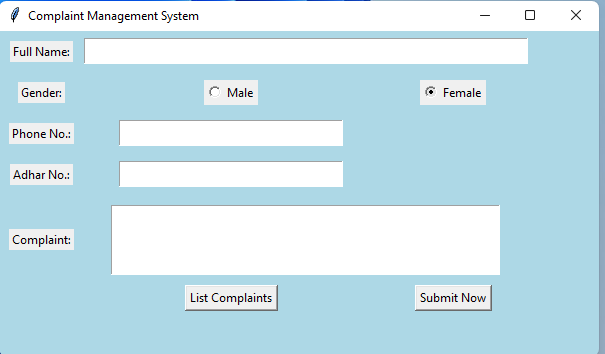 Complaint Management System
Full Name:
Gender: Male Female
Phone No.:
Adhar No.:
Complaint:
List Complaints Submit Now